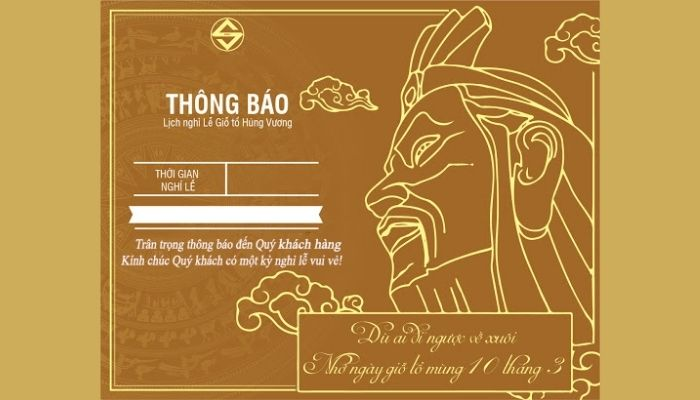 THÔNG BÁO
Lịch nghỉ Lễ Giỗ tổ Hùng Vương
THỜI GIAN
NGHỈ LỄ
Trân trọng thông báo đến Quý khách hàng
Kính chúc Quý khách có một kỳ nghỉ lễ vui vẻ!
Dù ai đi ngược về xuôi
Nhớ ngày giỗ tổ mùng 10 tháng 3